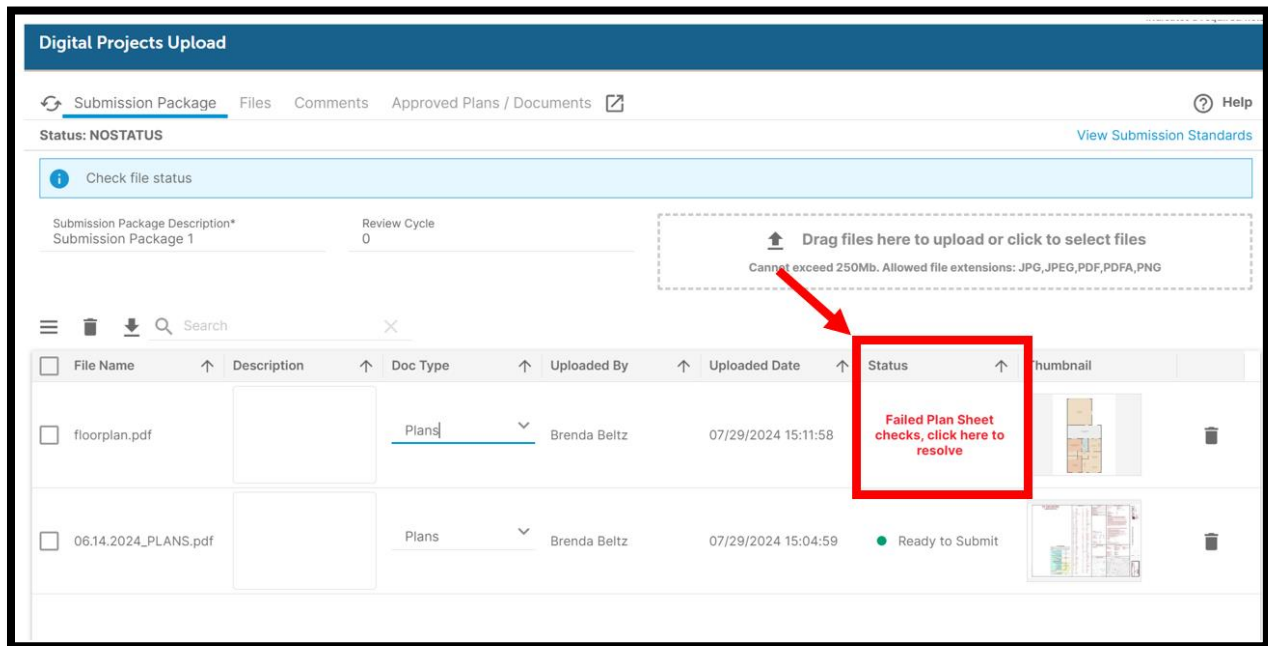 Digital Projects Upload
Submission Package Files Comments Approved Plans / Documents Help
Status: NOSTATUS View Submission Standards
Check file status
Submission Package Description* Review Cycle
Submission Package 1 0
Drag files here to upload or click to select files
Cannot exceed 250Mb. Allowed file extensions: JPG,JPEG,PDF,PDFA,PNG
Search
File Name Description Doc Type Uploaded By Uploaded Date Status Thumbnail
floorplan.pdf Plans Brenda Beltz 07/29/2024 15:11:58
Failed Plan Sheet
checks, click here to
resolve
06.14.2024_PLANS.pdf Plans Brenda Beltz 07/29/2024 15:04:59 Ready to Submit